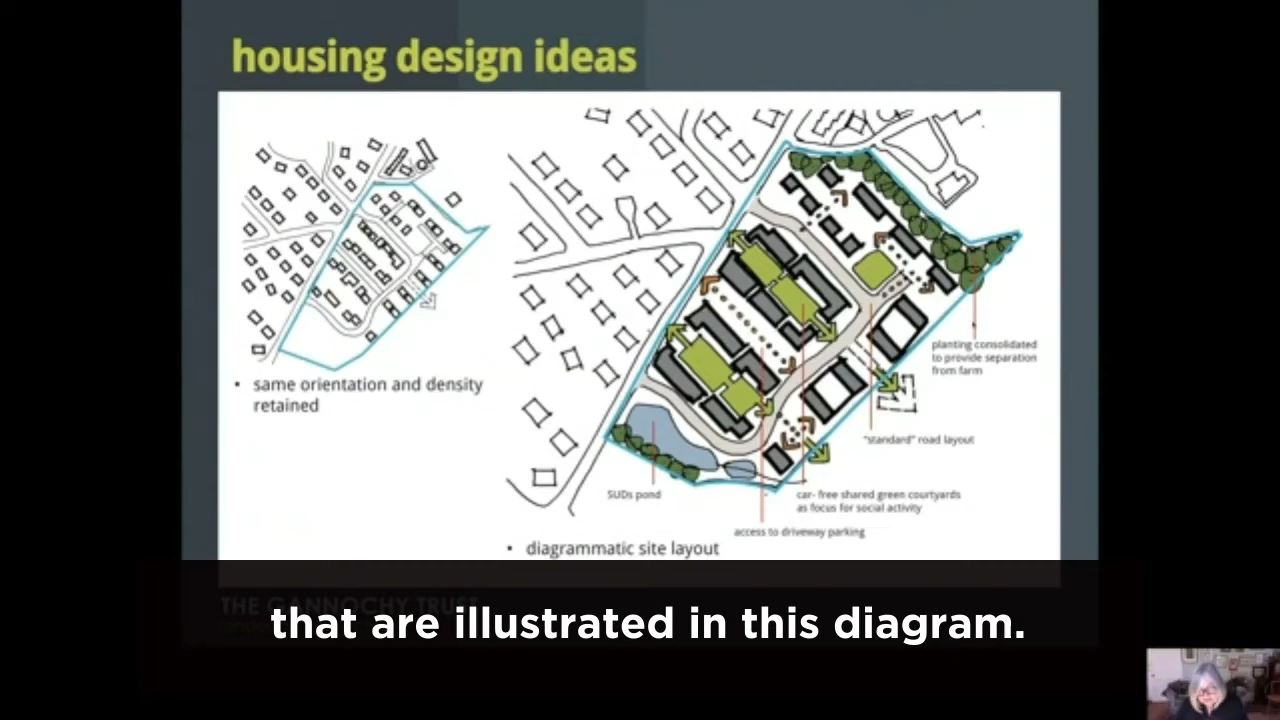 housing design ideas
• same orientation and density
retained
planting consolidated
to provide separation
from farm
"standard" road layout
SUDs pond
car- free shared green courtyards
as focus for social activity
access to driveway parking
• diagrammatic site layout
THE GANNOCHY TRUST
that are illustrated in this diagram.